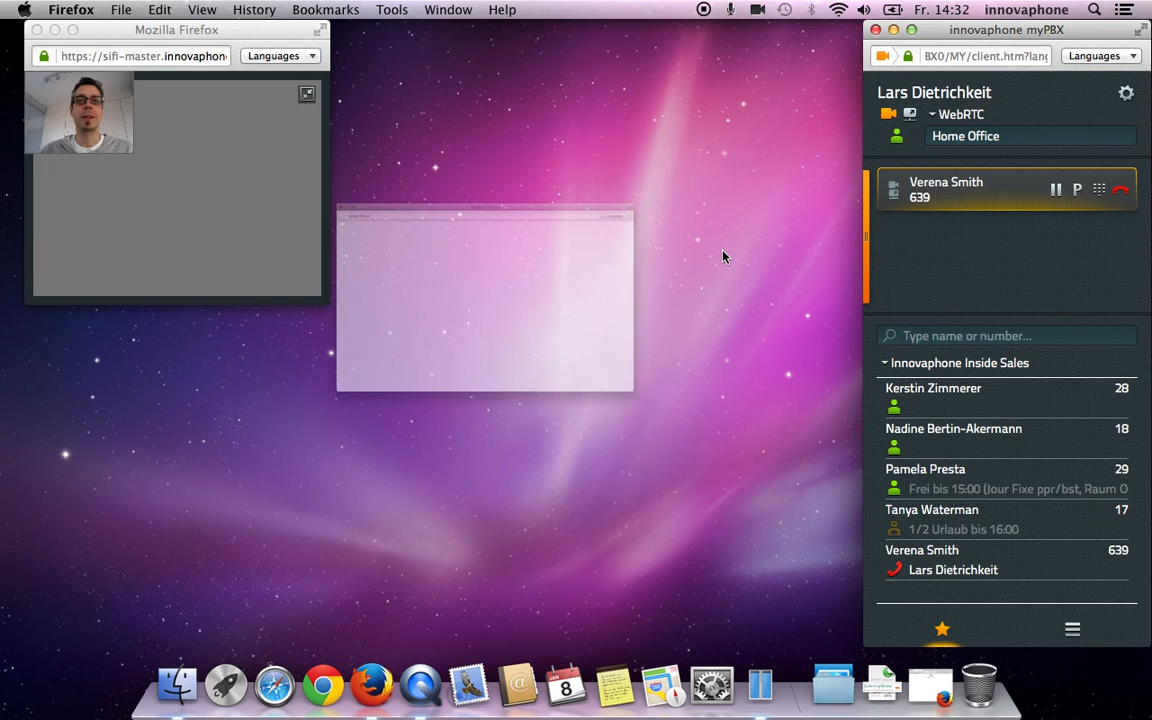 Firefox File Edit View History Bookmarks Tools Window Help Fr. 14:32 innovaphone
Mozilla Firefox
https://sifi-master.innovaphone
Languages
innovaphone myPBX
BX0/MY/client.htm?lang
Languages
Lars Dietrichkeit
WebRTC
Home Office
Verena Smith
639
P
Type name or number...
Innovaphone Inside Sales
Kerstin Zimmerer 28
Nadine Bertin-Akermann 18
Pamela Presta 29
Frei bis 15:00 (Jour Fixe ppr/bst, Raum O
Tanya Waterman 17
1/2 Urlaub bis 16:00
Verena Smith 639
Lars Dietrichkeit
JAN
8